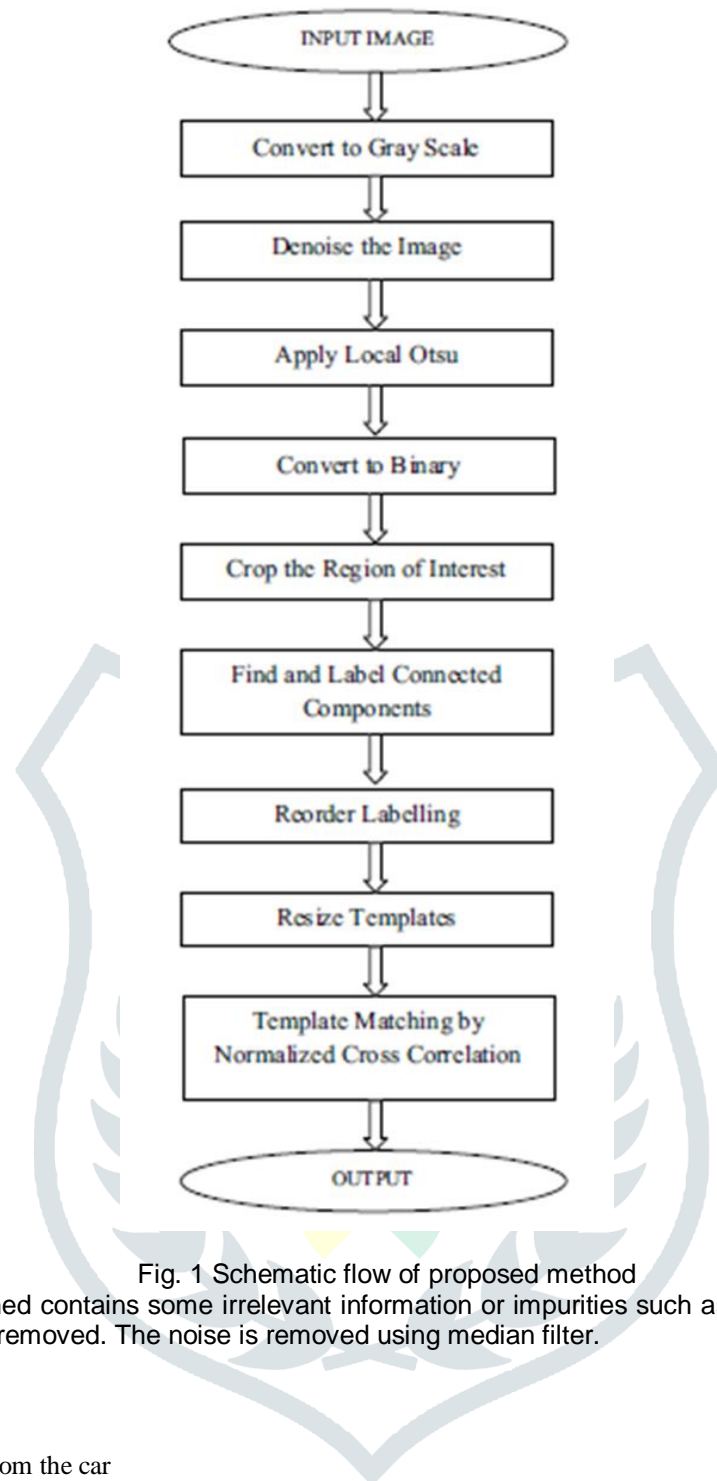 INPUT IMAGE
Convert to Gray Scale
Denoise the Image
Apply Local Otsu
Convert to Binary
Crop the Region of Interest
Find and Label Connected
Components
Reorder Labelling
Resize Templates
Template Matching by
Normalized Cross Correlation
OUTPUT
Fig. 1 Schematic flow of proposed method
contains some irrelevant information or impurities such
removed. The noise is removed using median filter.
the car